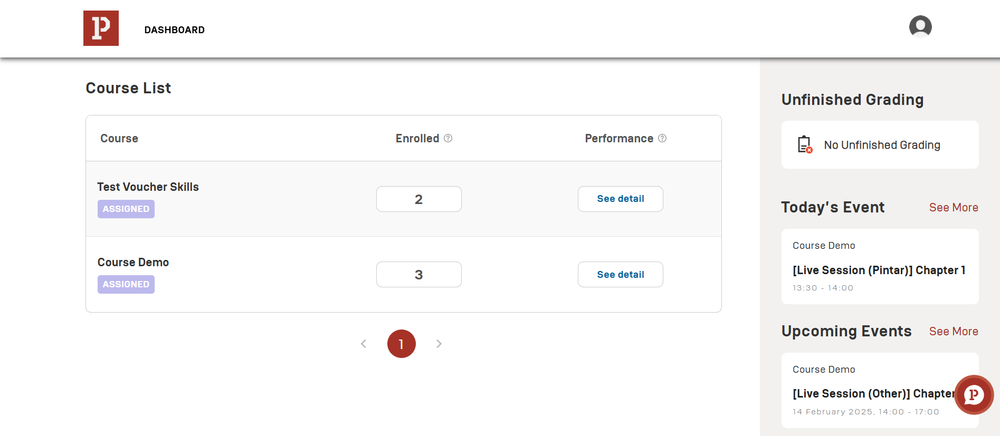 P
DASHBOARD
Course List
Course
Enrolled ?
Performance ?
Test Voucher Skills
ASSIGNED
2
See detail
Course Demo
ASSIGNED
3
See detail
1
Unfinished Grading
No Unfinished Grading
Today's Event
See More
Course Demo
[Live Session (Pintar)] Chapter 1
13:30 - 14:00
Upcoming Events
See More
Course Demo
[Live Session (Other)] Chapter
14 February 2025, 14:00 - 17:00
P